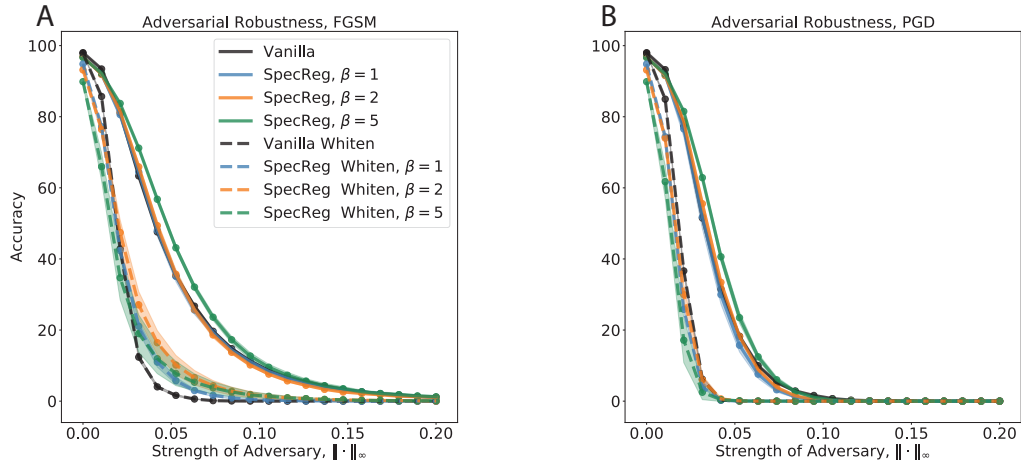 A
Adversarial Robustness, FGSM
Accuracy
100
80
60
40
20
0
Vanilla
SpecReg, β = 1
SpecReg, β = 2
SpecReg, β = 5
Vanilla Whiten
SpecReg Whiten, β = 1
SpecReg Whiten, β = 2
SpecReg Whiten, β = 5
0.00 0.05 0.10 0.15 0.20
Strength of Adversary, ‖·‖∞
B
Adversarial Robustness, PGD
100
80
60
40
20
0
0.00 0.05 0.10 0.15 0.20
Strength of Adversary, ‖·‖∞